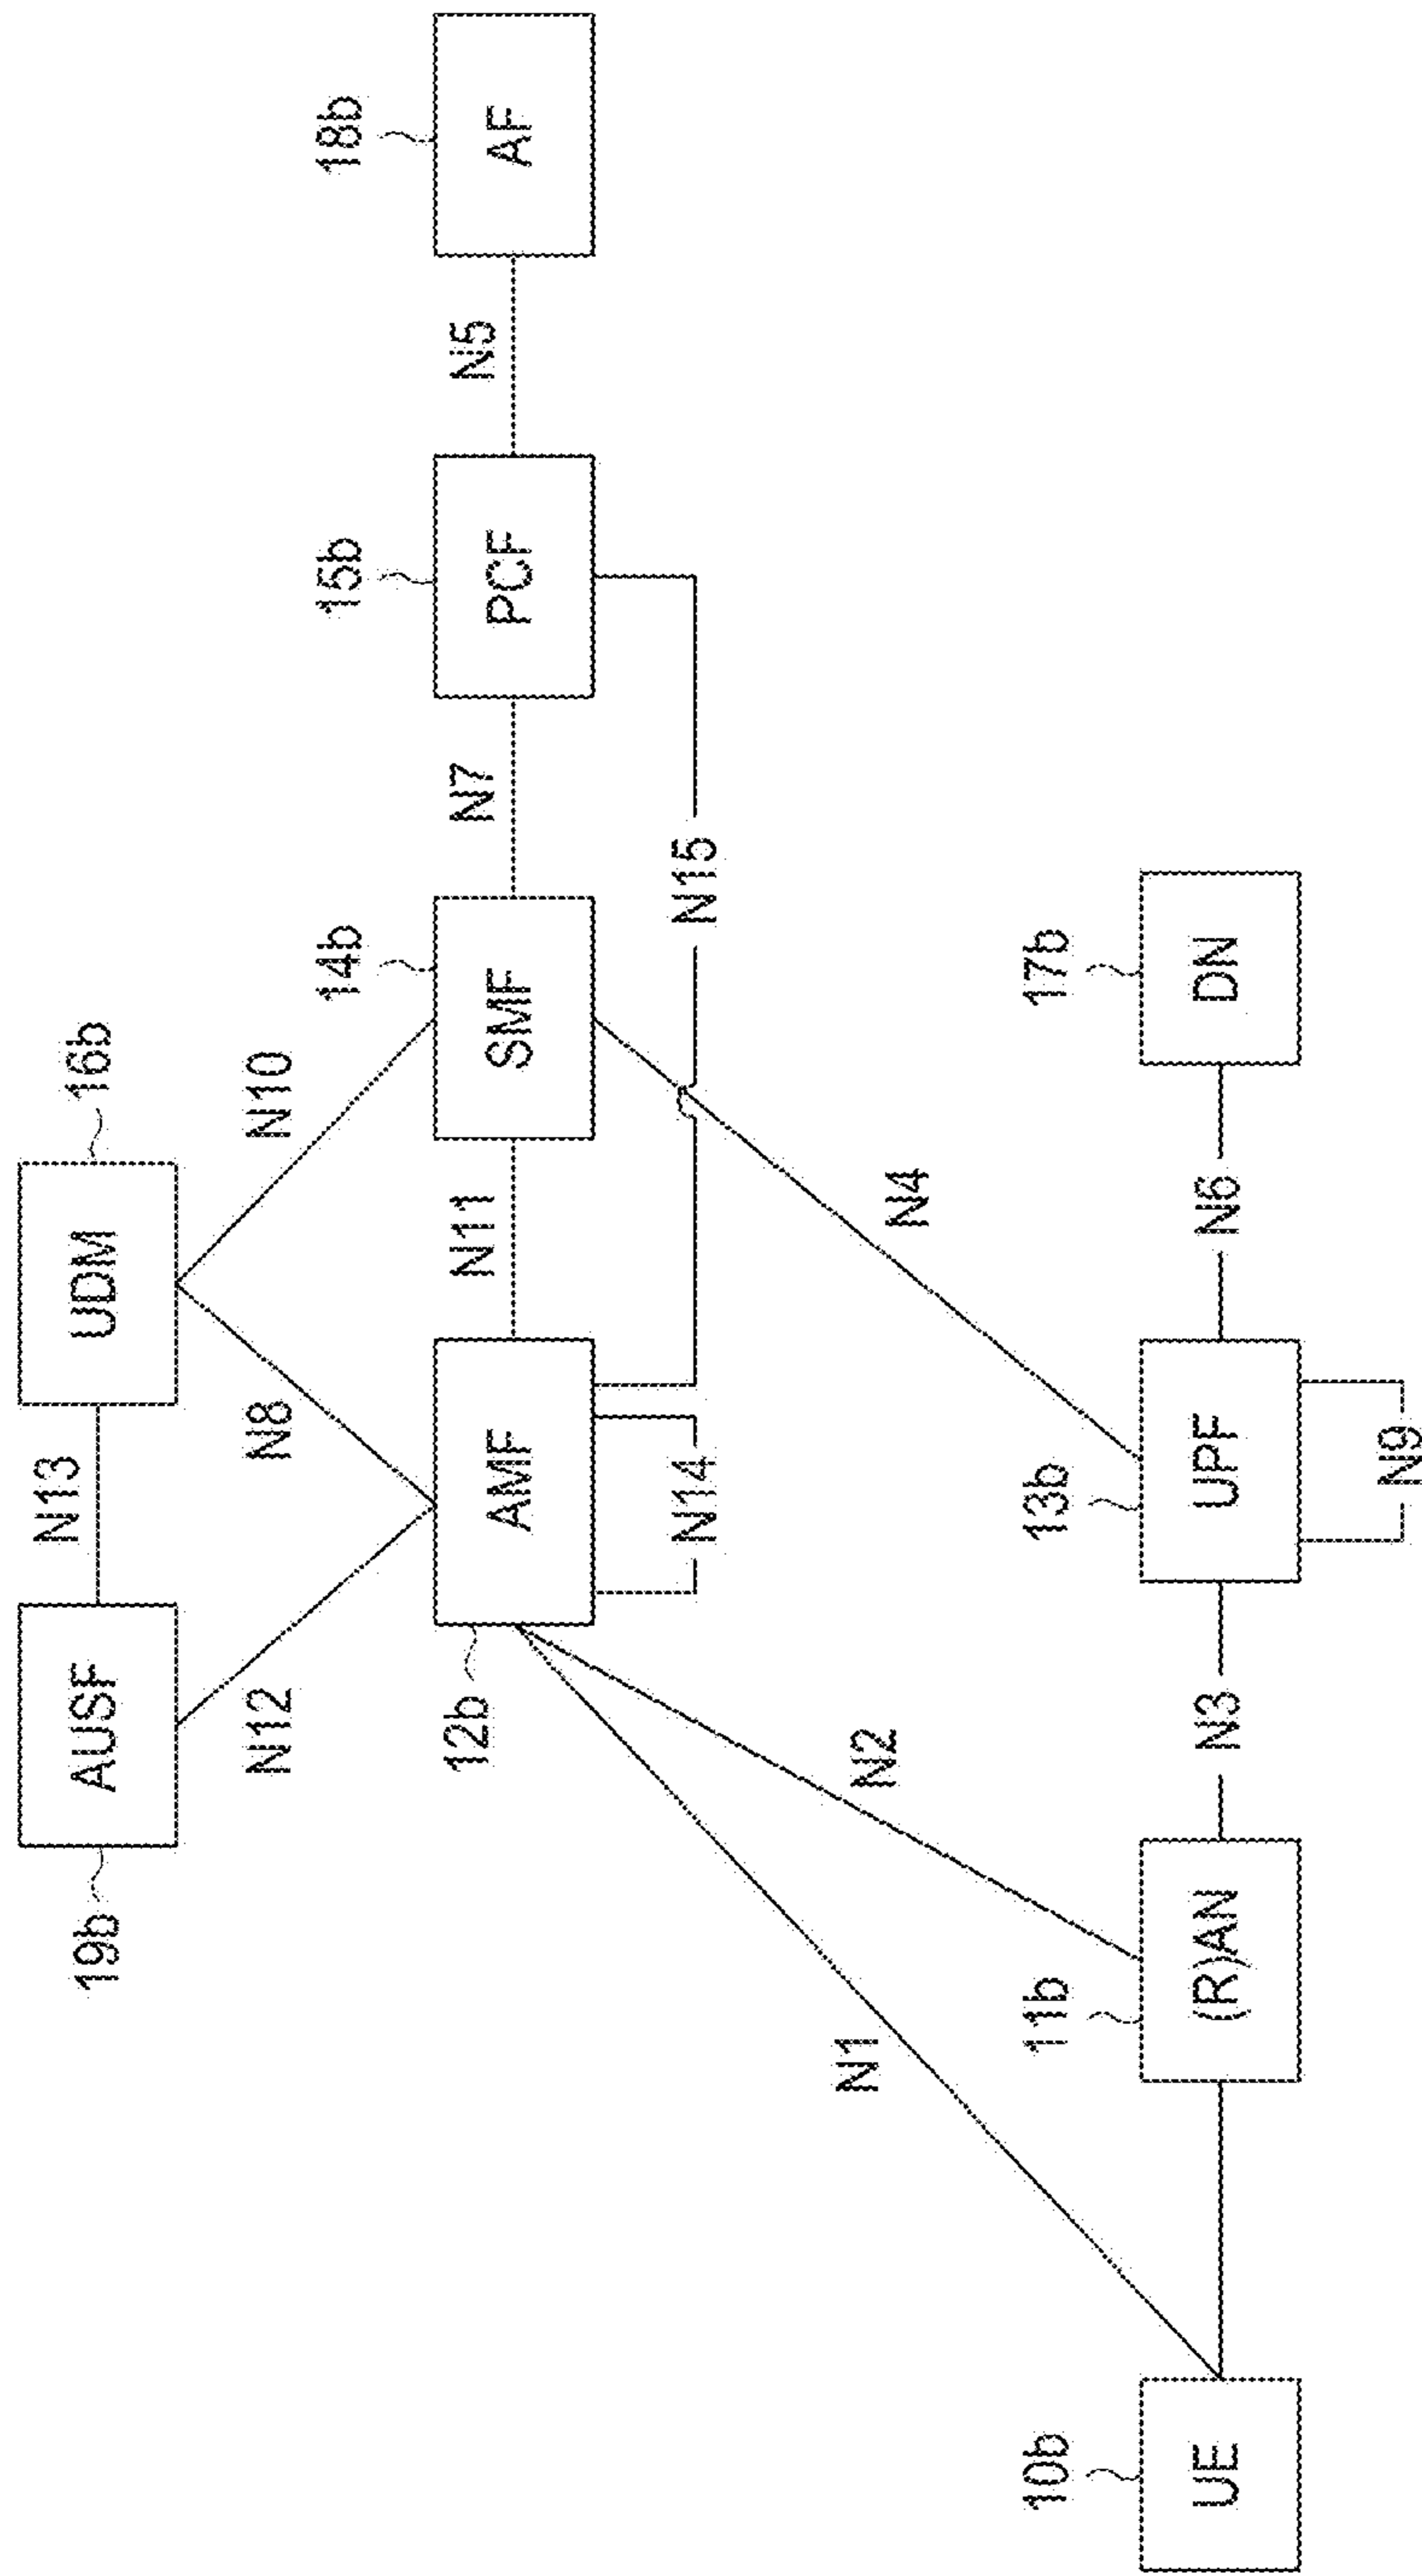 19b
AUSF
N13
UDM
16b
N12
N8
N10
12b
AMF
N11
14b
SMF
N7
15b
PCF
N5
18b
AF
N14
N15
N1
N2
N4
10b
UE
11b
(R)AN
N3
13b
UPF
N6
17b
DN
N9